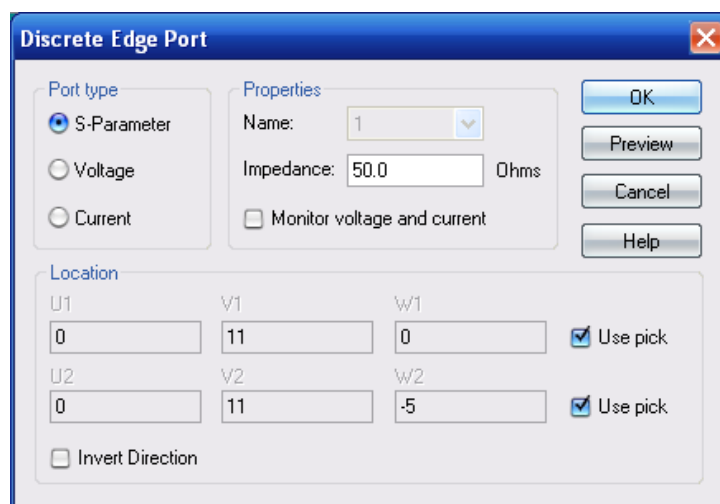 Discrete Edge Port
Port type
S-Parameter
Voltage
Current
Properties
Name: 1
Impedance: 50.0 Ohms
Monitor voltage and current
OK
Preview
Cancel
Help
Location
U1 V1 W1
0 11 0 Use pick
U2 V2 W2
0 11 -5 Use pick
Invert Direction